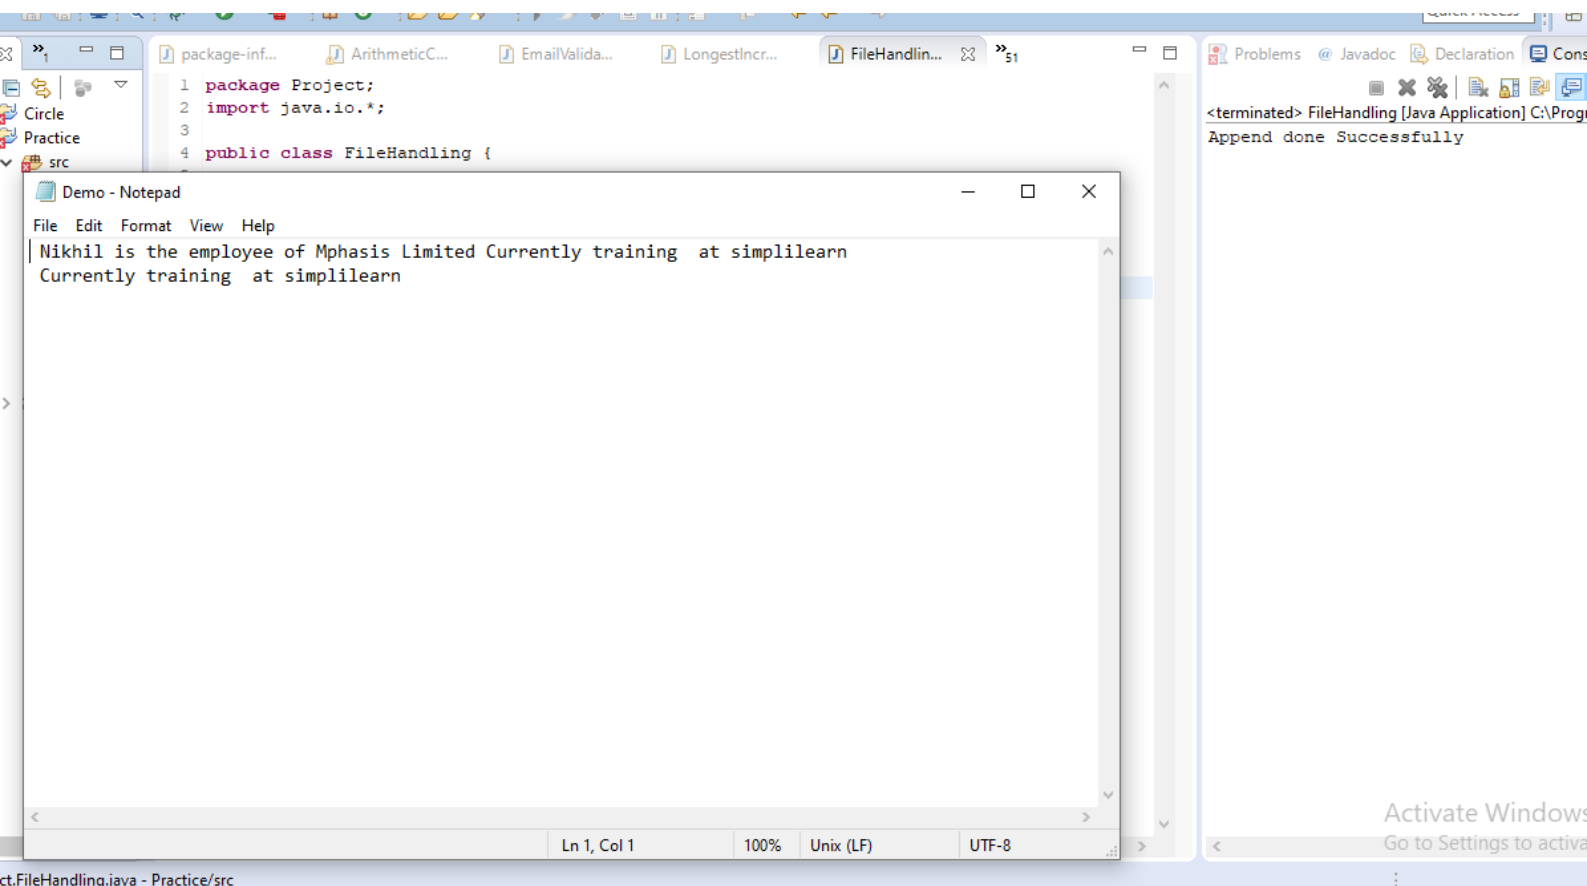 package-inf...
ArithmeticC...
EmailValida...
LongestIncr...
FileHandlin...
»51
Problems
@ Javadoc
Declaration
Cons
»1
Circle
Practice
src
1 package Project;
2 import java.io.*;
3
4 public class FileHandling {
<terminated> FileHandling [Java Application] C:\Progr
Append done Successfully
Demo - Notepad
File Edit Format View Help
Nikhil is the employee of Mphasis Limited Currently training  at simplilearn
Currently training  at simplilearn
Activate Windows
Go to Settings to activa
Ln 1, Col 1
100%
Unix (LF)
UTF-8
ct.FileHandling.java - Practice/src